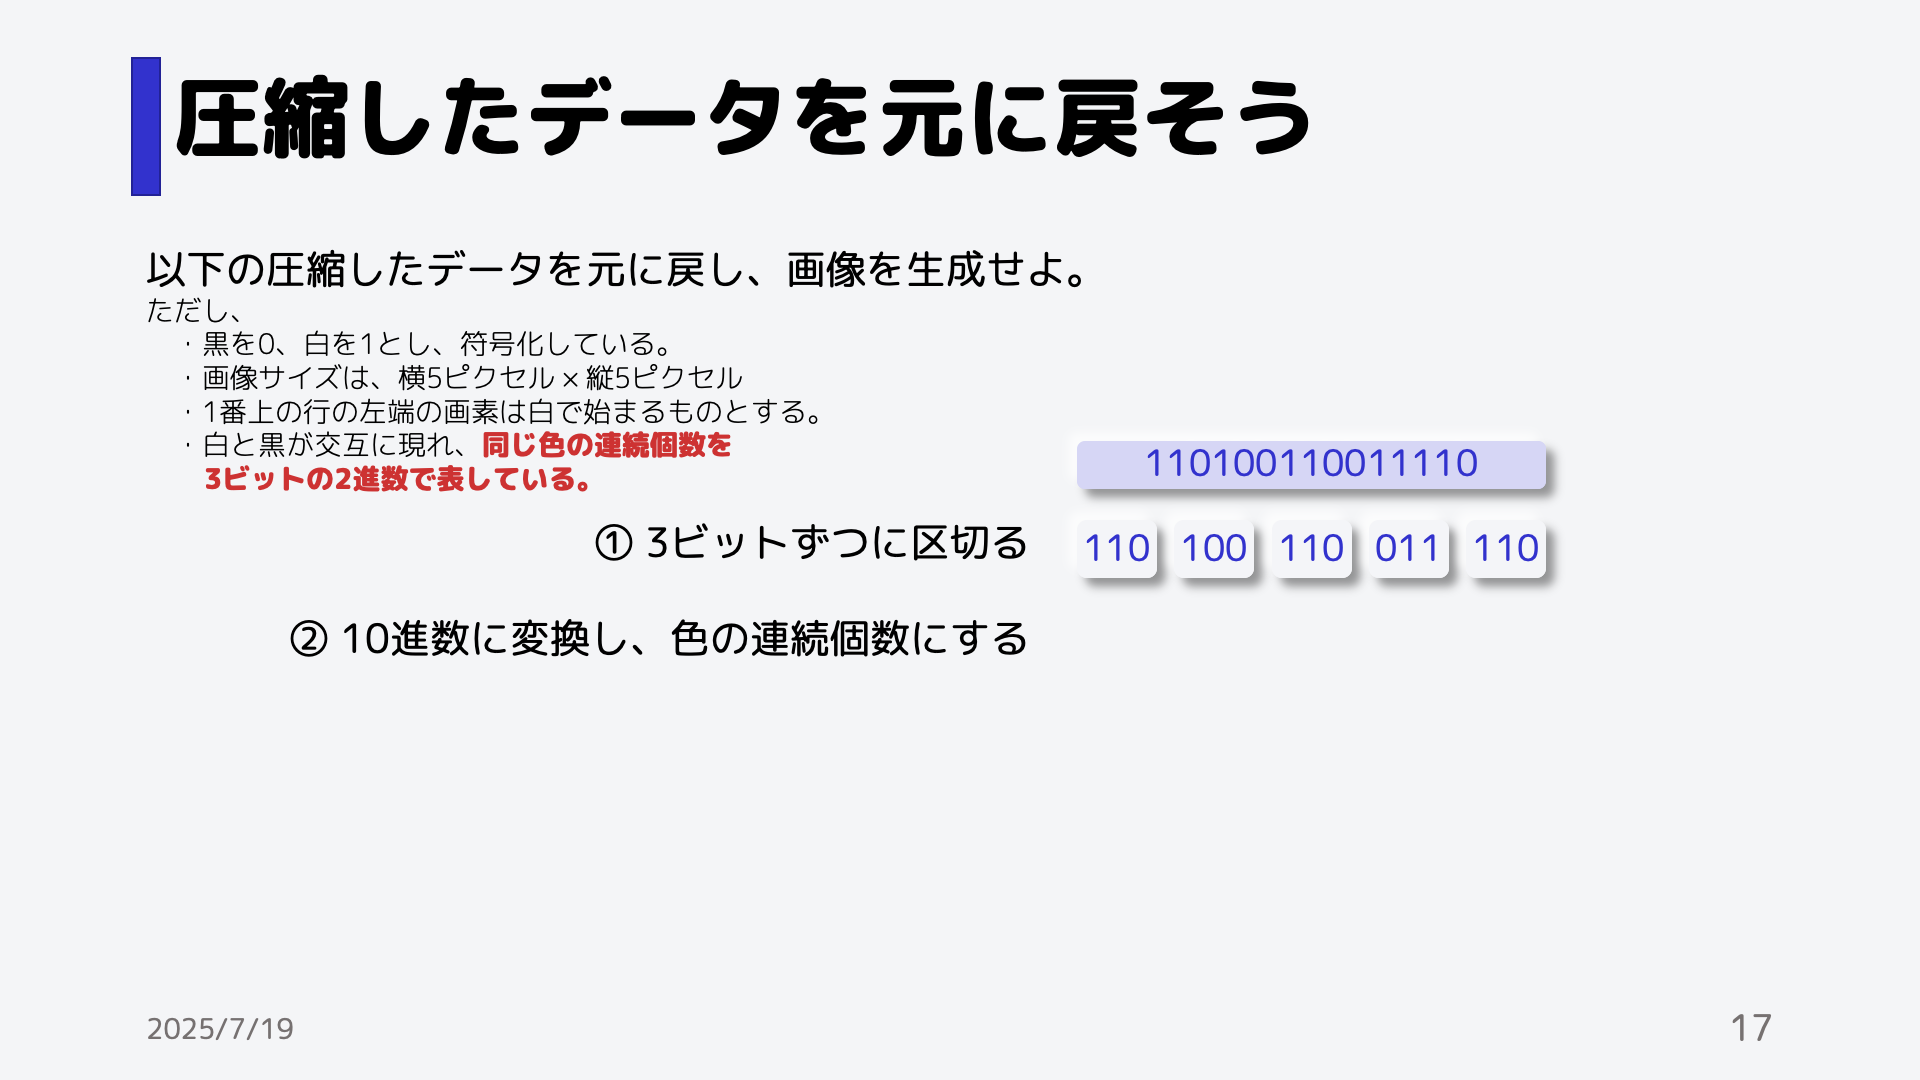 圧縮したデータを元に戻そう
以下の圧縮したデータを元に戻し、画像を生成せよ。
ただし、
・黒を0、白を1とし、符号化している。
・画像サイズは、横5ピクセル×縦5ピクセル
・1番上の行の左端の画素は白で始まるものとする。
・白と黒が交互に現れ、同じ色の連続個数を
3ビットの2進数で表している。
110100110011110
① 3ビットずつに区切る
110 100 110 011 110
② 10進数に変換し、色の連続個数にする
2025/7/19
17